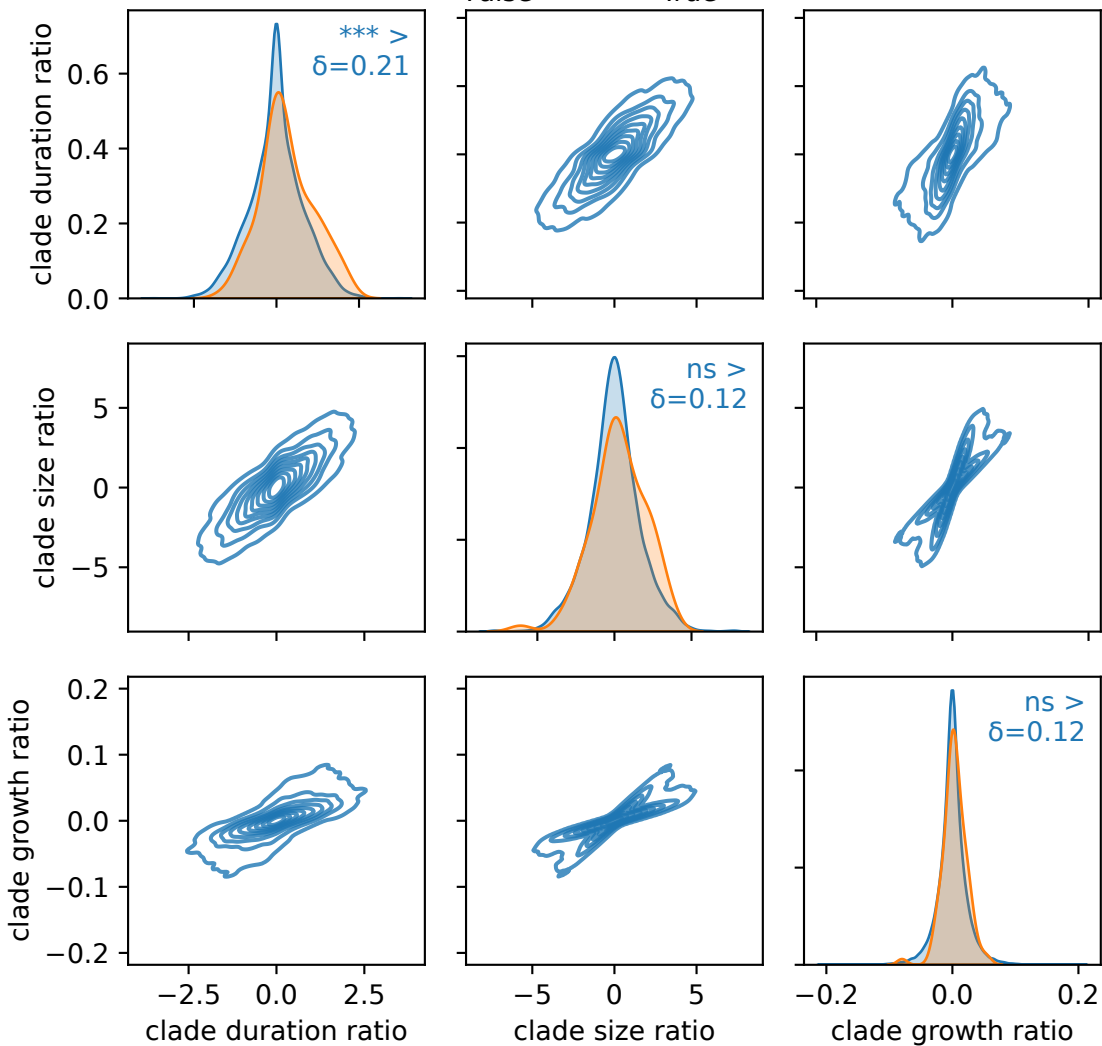 clade duration ratio
0.6
0.4
0.2
0.0
*** >
δ=0.21
clade size ratio
5
0
−5
ns >
δ=0.12
clade growth ratio
0.2
0.1
0.0
−0.1
−0.2
ns >
δ=0.12
−2.5
0.0
2.5
−5
0
5
−0.2
0.0
0.2
clade duration ratio
clade size ratio
clade growth ratio